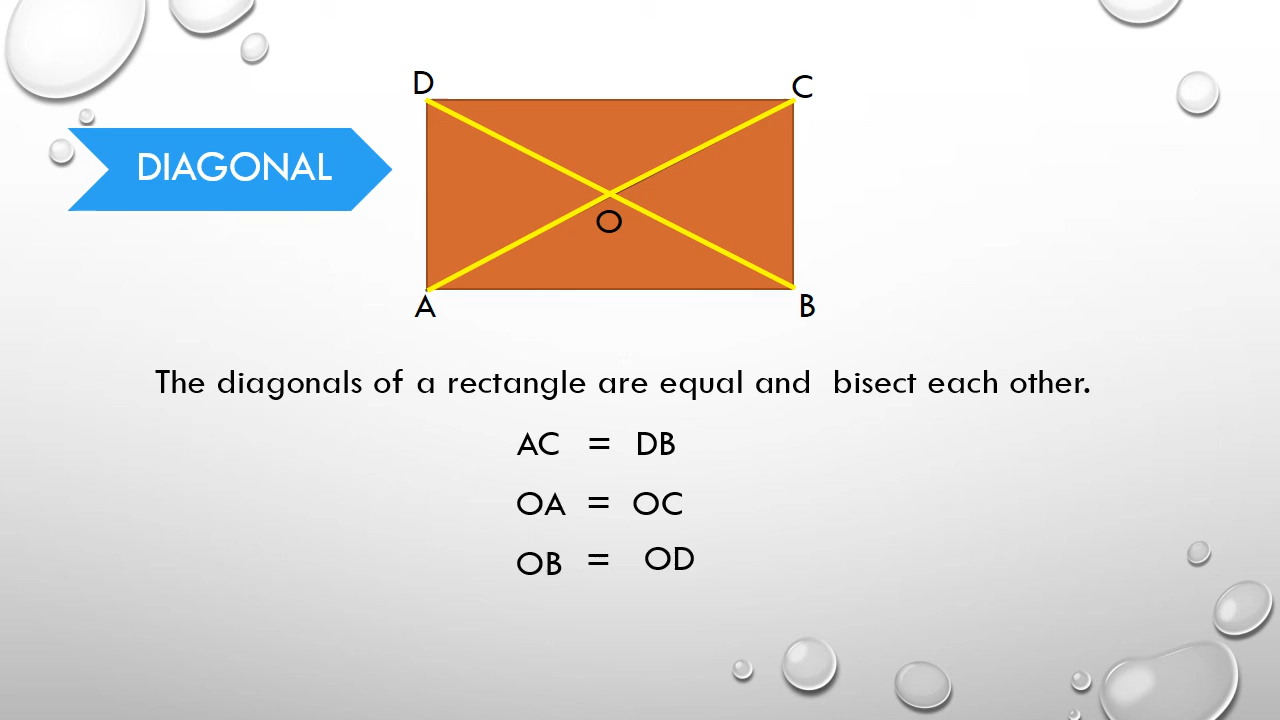 D
C
DIAGONAL
O
A
B
The diagonals of a rectangle are equal and  bisect each other.
AC = DB
OA = OC
OB = OD